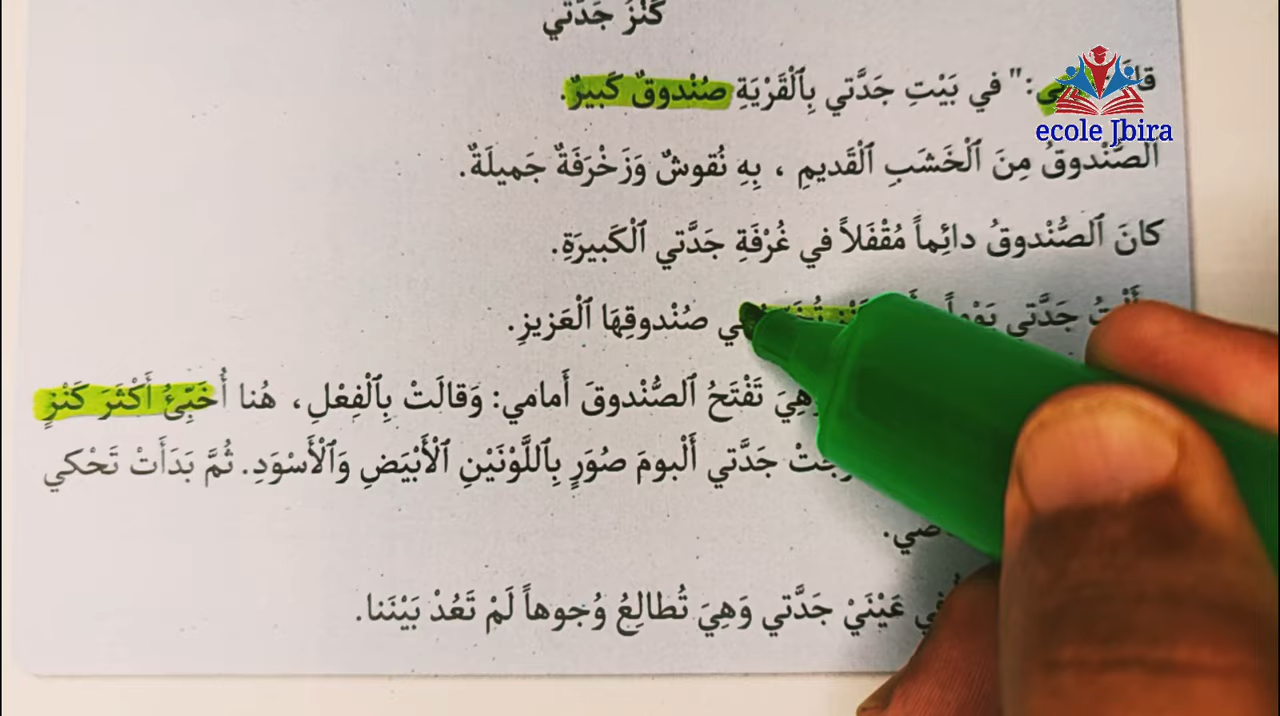 كَنْزُ جَدَّتي
:" في بَيْتِ جَدَّتي بِٱلْقَرْيَةِ صُنْدوقٌ كَبيرٌ.
ٱلصُّنْدوقُ مِنَ ٱلْخَشَبِ ٱلْقَديمِ ، بِهِ نُقوشٌ وَزَخْرَفَةٌ جَميلَةٌ.
كانَ ٱلصُّنْدوقُ دائِماً مُقْفَلاً في غُرْفَةِ جَدَّتي ٱلْكَبيرَةِ.
جَدَّتي يَوْماً صُنْدوقِهَا ٱلْعَزيزِ.
وَهِيَ تَفْتَحُ ٱلصُّنْدوقَ أَمامي: وَقالَتْ بِٱلْفِعْلِ، هُنا أُخَبِّئُ أَكْثَرَ كَنْزٍ
جَدَّتي أَلْبومَ صُوَرٍ بِٱللَّوْنَيْنِ ٱلْأَبْيَضِ وَٱلْأَسْوَدِ. ثُمَّ بَدَأَتْ تَحْكي
عَيْنَيْ جَدَّتي وَهِيَ تُطالِعُ وُجوهاً لَمْ تَعُدْ بَيْنَنا.
ecole Jbira